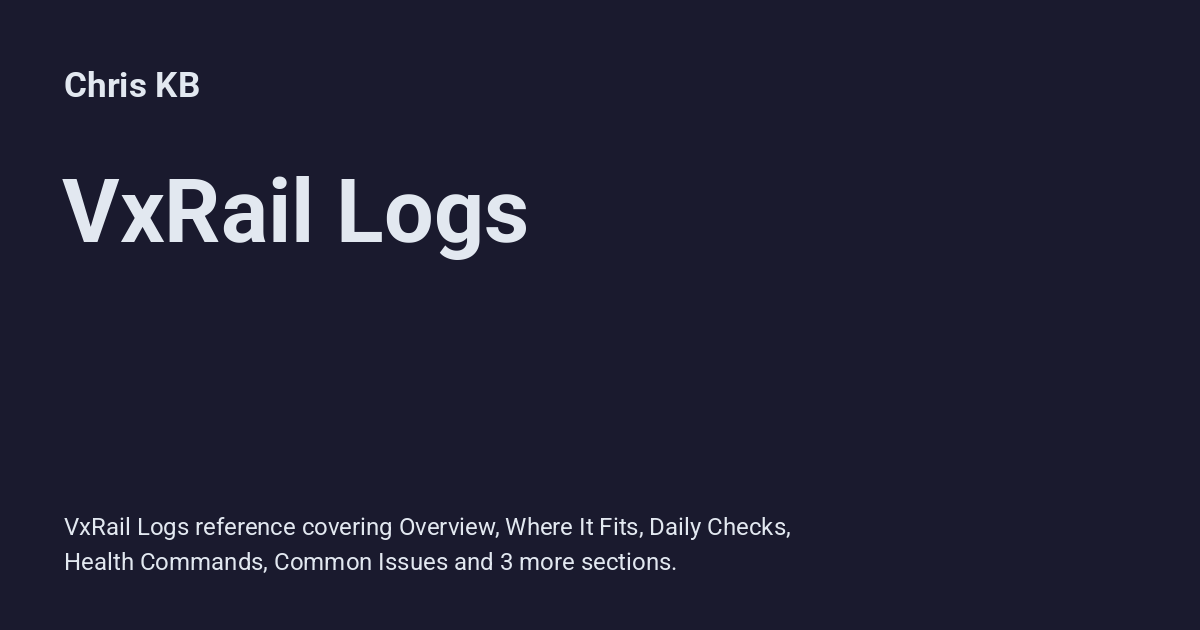 Chris KB
VxRail Logs
VxRail Logs reference covering Overview, Where It Fits, Daily Checks,
Health Commands, Common Issues and 3 more sections.